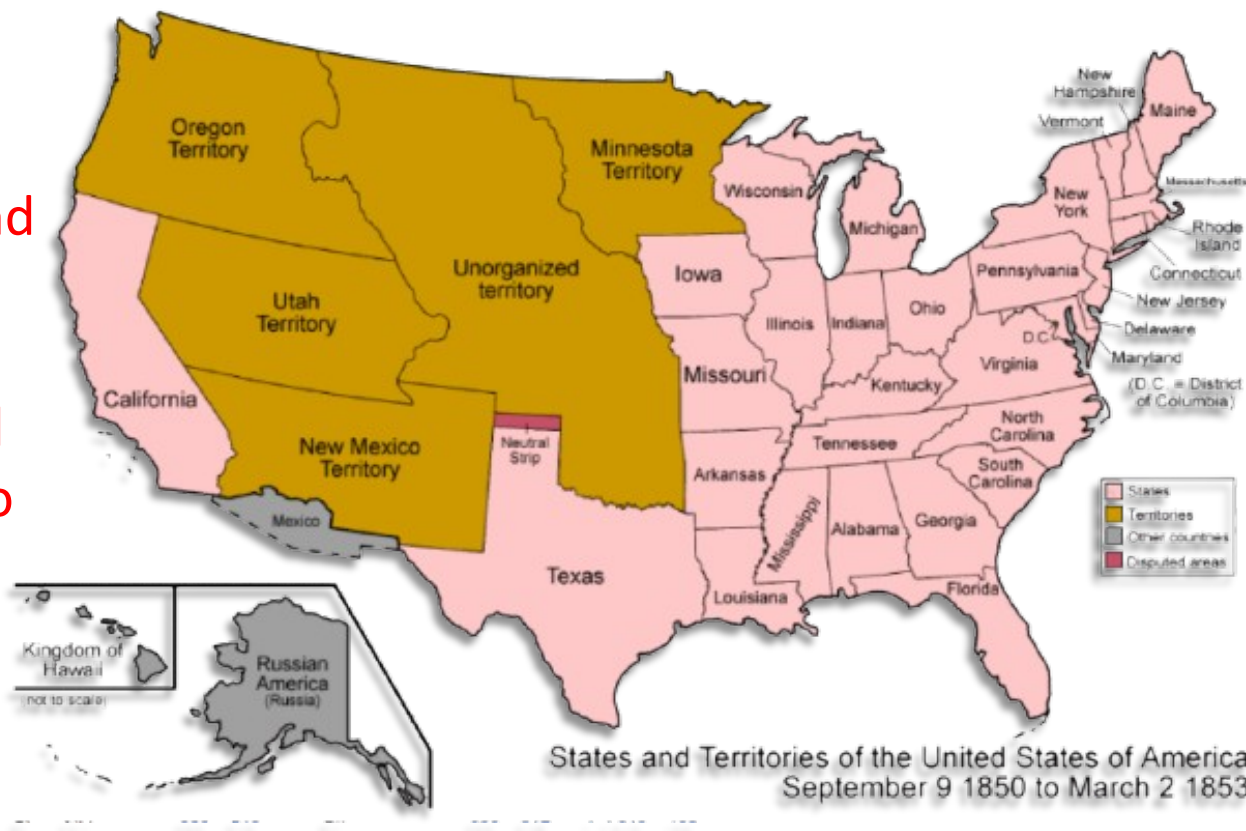 New
Hampshire
Vermont
Maine
Massachusetts
New
York
Rhode
Island
Connecticut
New Jersey
Delaware
Maryland
(D.C. = District
of Columbia)
Oregon
Territory
Minnesota
Territory
Wisconsin
Michigan
nd
Unorganized
territory
Iowa
Pennsylvania
Utah
Territory
Illinois
Indiana
Ohio
D.C.
Virginia
California
Missouri
Kentucky
North
Carolina
New Mexico
Territory
Neutral
Strip
Tennessee
Arkansas
South
Carolina
Mexico
Mississippi
Alabama
Georgia
States
Territories
Other countries
Disputed areas
Texas
Louisiana
Florida
Kingdom of
Hawaii
(not to scale)
Russian
America
(Russia)
States and Territories of the United States of America
September 9 1850 to March 2 1853